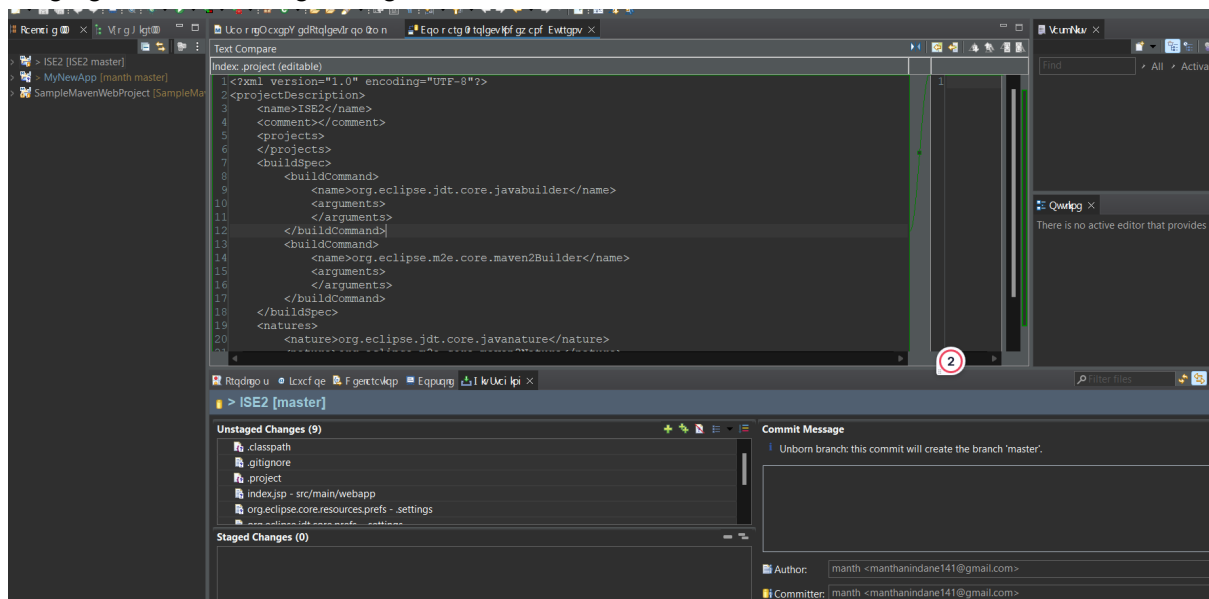 > ISE2 [ISE2 master]
> MyNewApp [manth master]
> SampleMavenWebProject [SampleMa
Text Compare
Index: .project (editable)
1 <?xml version="1.0" encoding="UTF-8"?>
2 <projectDescription>
3 <name>ISE2</name>
4 <comment></comment>
5 <projects>
6 </projects>
7 <buildSpec>
8 <buildCommand>
9 <name>org.eclipse.jdt.core.javabuilder</name>
10 <arguments>
11 </arguments>
12 </buildCommand>
13 <buildCommand>
14 <name>org.eclipse.m2e.core.maven2Builder</name>
15 <arguments>
16 </arguments>
17 </buildCommand>
18 </buildSpec>
19 <natures>
20 <nature>org.eclipse.jdt.core.javanature</nature>
1
Find
All
Activa
There is no active editor that provides
2
Filter files
> ISE2 [master]
Unstaged Changes (9)
.classpath
.gitignore
.project
index.jsp - src/main/webapp
org.eclipse.core.resources.prefs - .settings
Staged Changes (0)
Commit Message
Unborn branch: this commit will create the branch 'master'.
Author: manth <manthanindane141@gmail.com>
Committer: manth <manthanindane141@gmail.com>